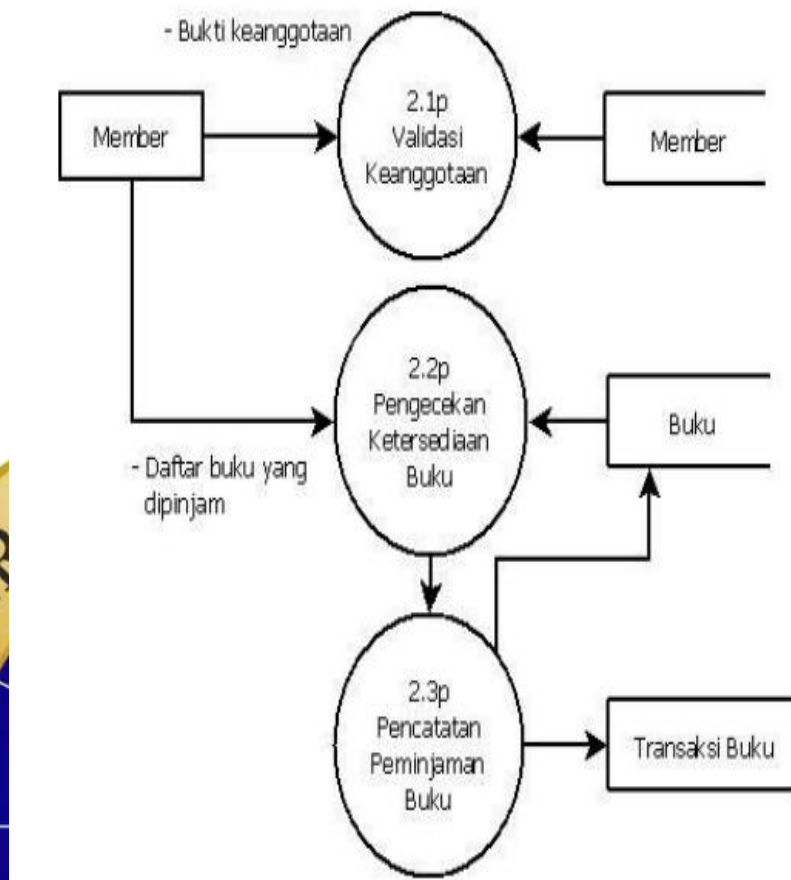 - Bukti keanggotaan
Member
2.1p
Validasi
Keanggotaan
Member
2.2p
Pengecekan
Ketersediaan
Buku
Buku
- Daftar buku yang
dipinjam
2.3p
Pencatatan
Peminjaman
Buku
Transaksi Buku